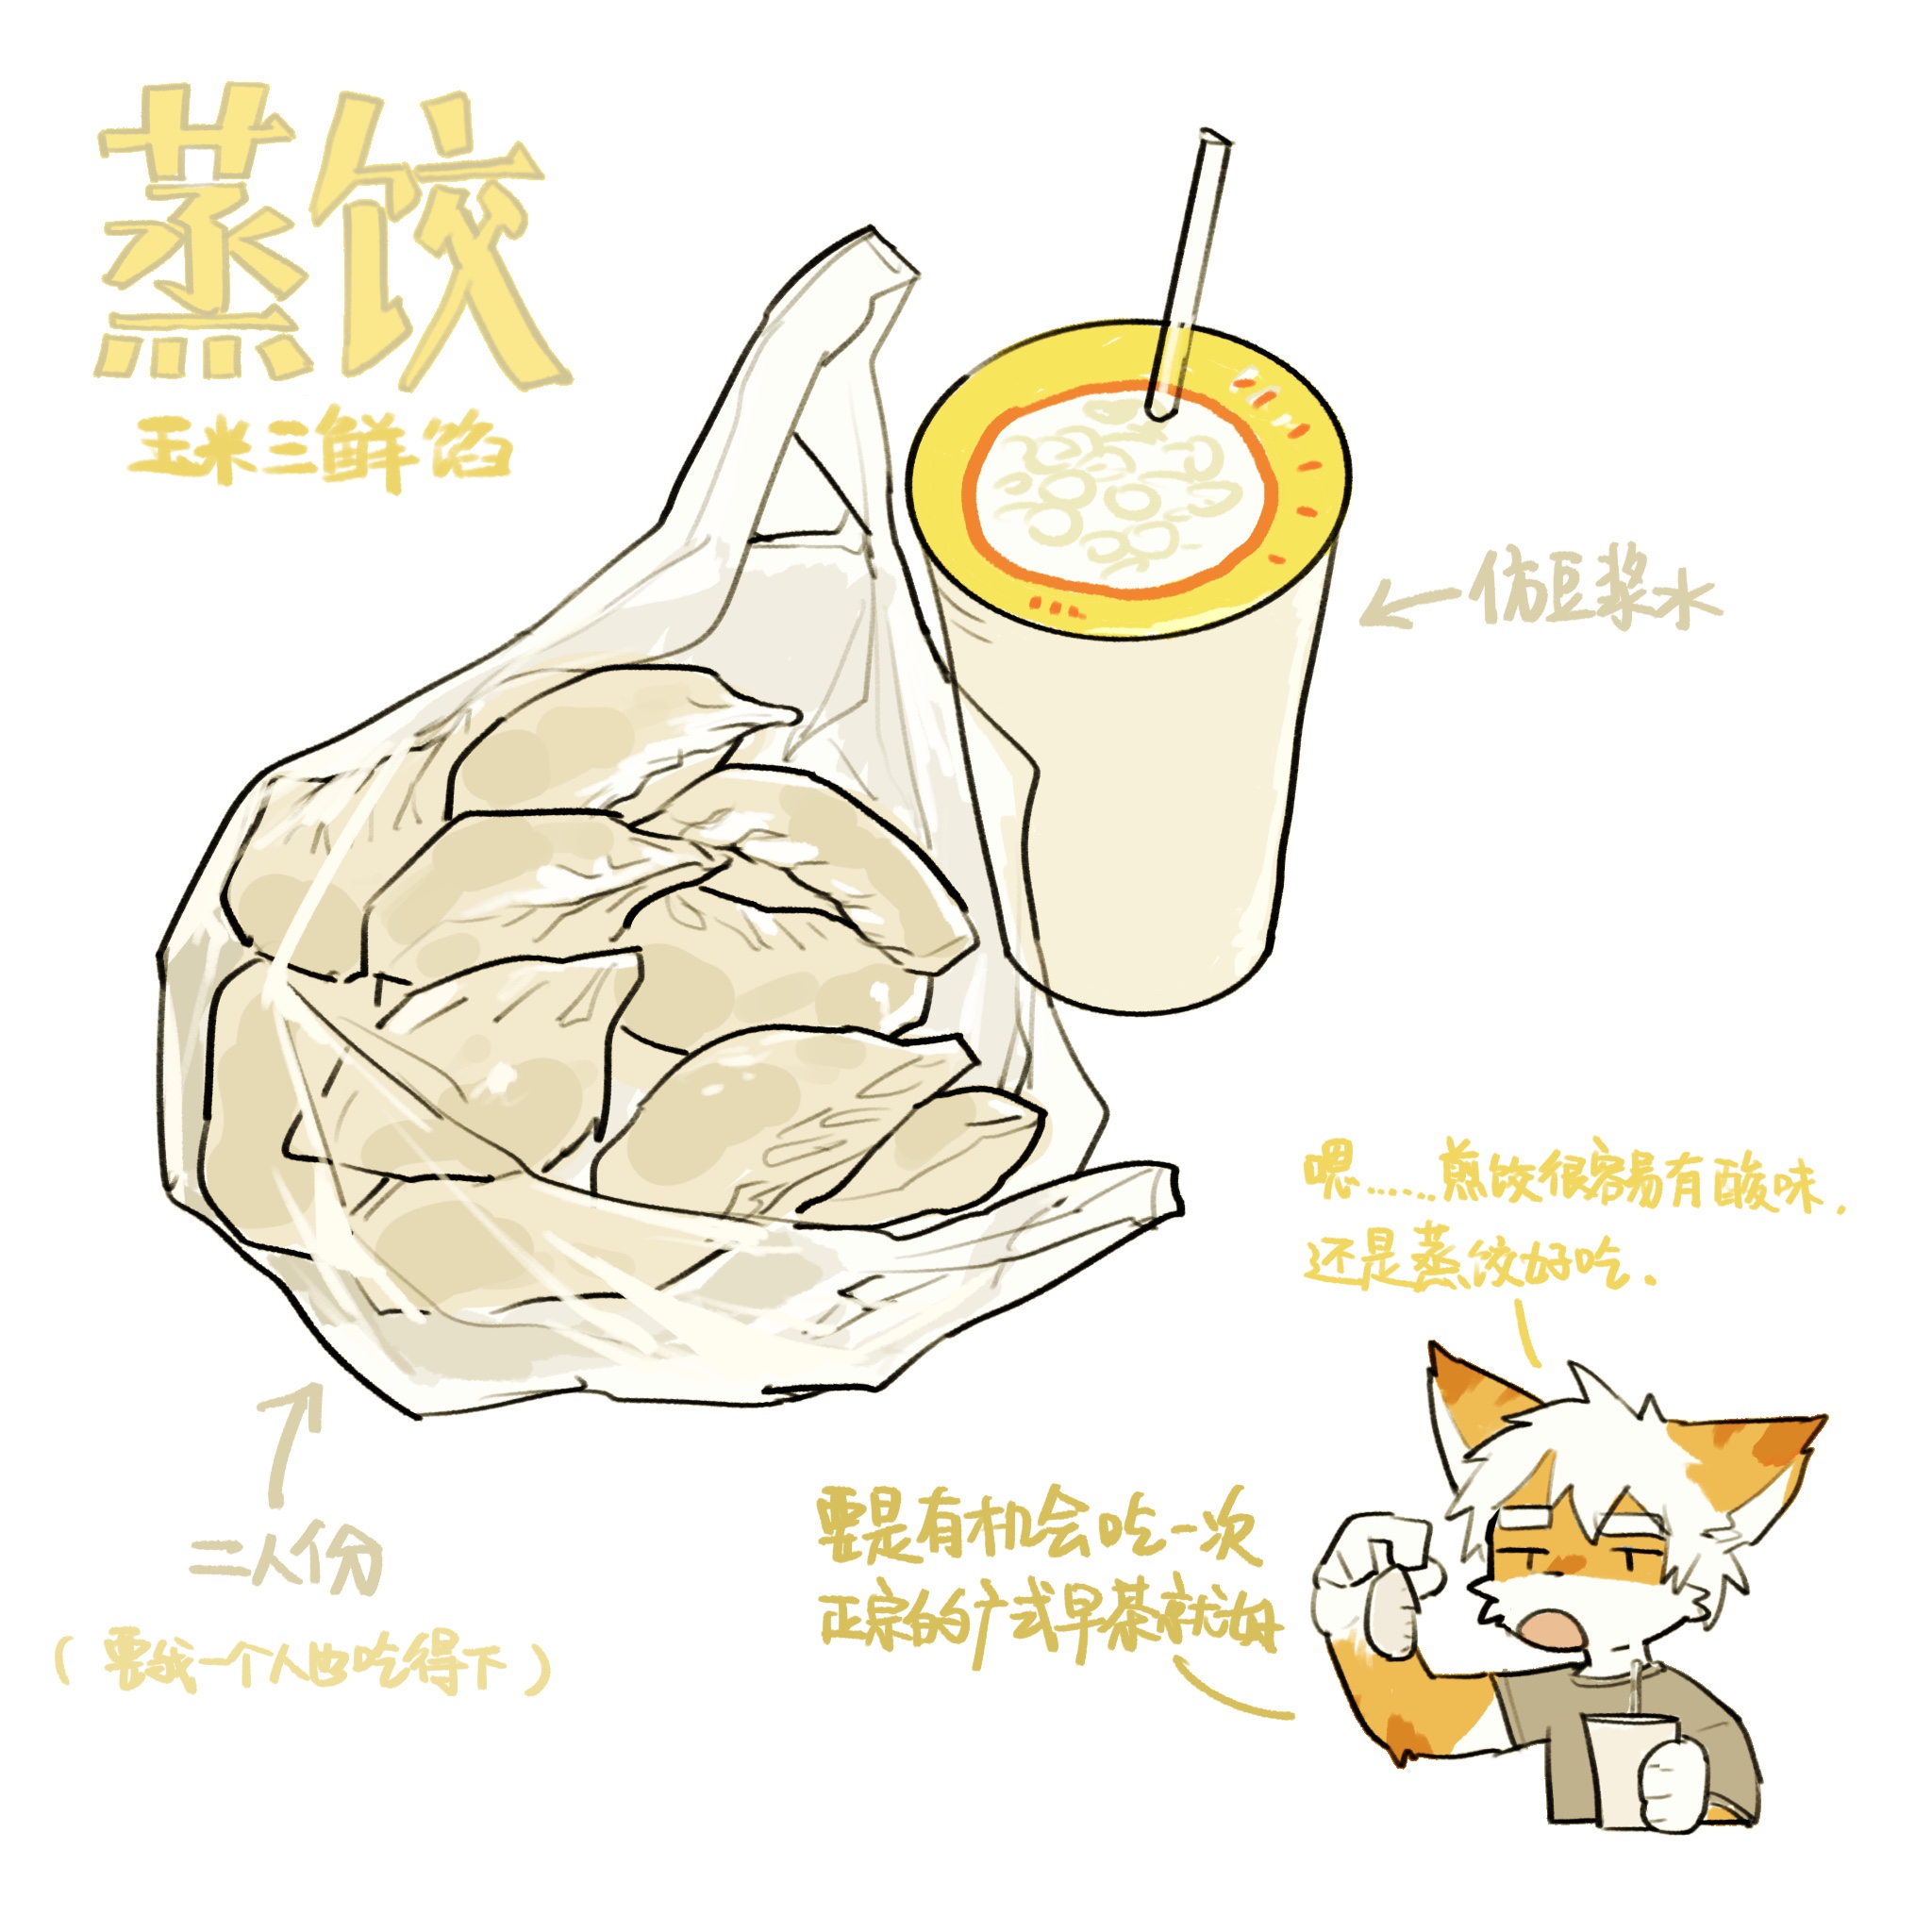 蒸饺
玉米三鲜馅
←仿豆浆水
嗯……煎饺很容易有酸味，
还是蒸饺好吃．
二人份
（要我一个人也吃得下）
要是有机会吃一次
正宗的广式早茶就好